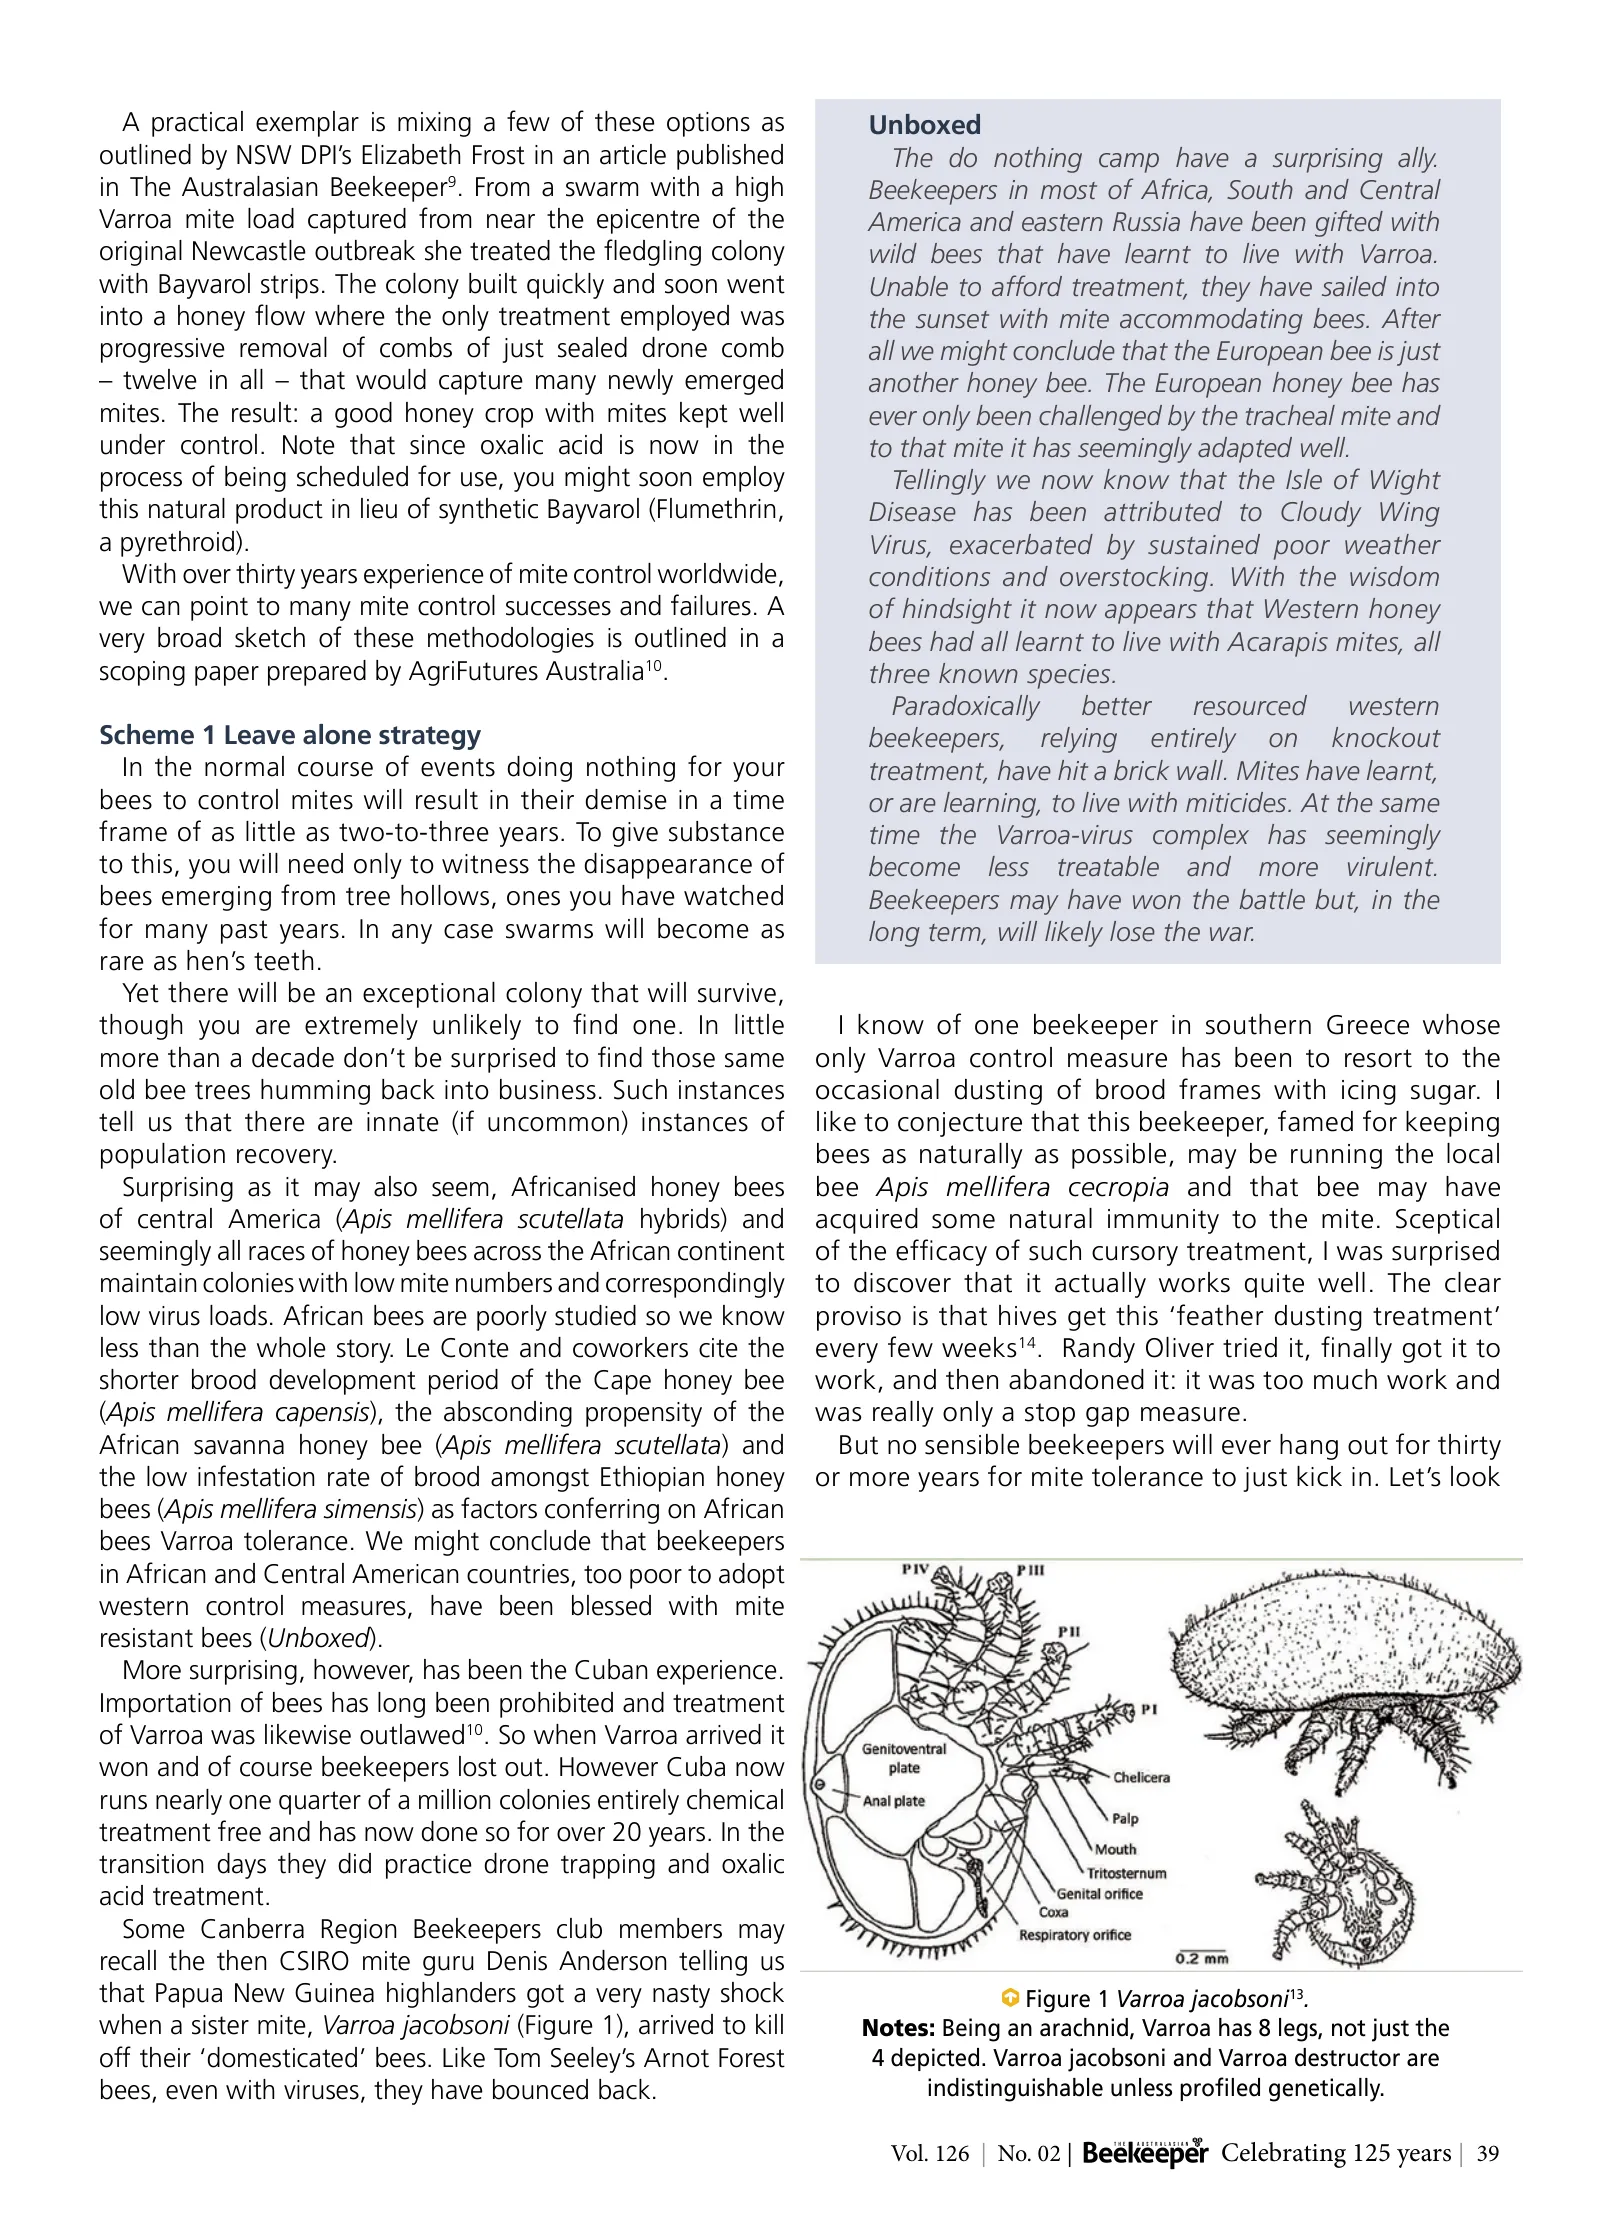 A practical exemplar is mixing a few of these options as
outlined by NSW DPI's Elizabeth Frost in an article published
in The Australasian Beekeeper⁹. From a swarm with a high
Varroa mite load captured from near the epicentre of the
original Newcastle outbreak she treated the fledgling colony
with Bayvarol strips. The colony built quickly and soon went
into a honey flow where the only treatment employed was
progressive removal of combs of just sealed drone comb
– twelve in all – that would capture many newly emerged
mites. The result: a good honey crop with mites kept well
under control. Note that since oxalic acid is now in the
process of being scheduled for use, you might soon employ
this natural product in lieu of synthetic Bayvarol (Flumethrin,
a pyrethroid).
With over thirty years experience of mite control worldwide,
we can point to many mite control successes and failures. A
very broad sketch of these methodologies is outlined in a
scoping paper prepared by AgriFutures Australia¹⁰.
Scheme 1 Leave alone strategy
In the normal course of events doing nothing for your
bees to control mites will result in their demise in a time
frame of as little as two-to-three years. To give substance
to this, you will need only to witness the disappearance of
bees emerging from tree hollows, ones you have watched
for many past years. In any case swarms will become as
rare as hen's teeth.
Yet there will be an exceptional colony that will survive,
though you are extremely unlikely to find one. In little
more than a decade don't be surprised to find those same
old bee trees humming back into business. Such instances
tell us that there are innate (if uncommon) instances of
population recovery.
Surprising as it may also seem, Africanised honey bees
of central America (Apis mellifera scutellata hybrids) and
seemingly all races of honey bees across the African continent
maintain colonies with low mite numbers and correspondingly
low virus loads. African bees are poorly studied so we know
less than the whole story. Le Conte and coworkers cite the
shorter brood development period of the Cape honey bee
(Apis mellifera capensis), the absconding propensity of the
African savanna honey bee (Apis mellifera scutellata) and
the low infestation rate of brood amongst Ethiopian honey
bees (Apis mellifera simensis) as factors conferring on African
bees Varroa tolerance. We might conclude that beekeepers
in African and Central American countries, too poor to adopt
western control measures, have been blessed with mite
resistant bees (Unboxed).
More surprising, however, has been the Cuban experience.
Importation of bees has long been prohibited and treatment
of Varroa was likewise outlawed¹⁰. So when Varroa arrived it
won and of course beekeepers lost out. However Cuba now
runs nearly one quarter of a million colonies entirely chemical
treatment free and has now done so for over 20 years. In the
transition days they did practice drone trapping and oxalic
acid treatment.
Some Canberra Region Beekeepers club members may
recall the then CSIRO mite guru Denis Anderson telling us
that Papua New Guinea highlanders got a very nasty shock
when a sister mite, Varroa jacobsoni (Figure 1), arrived to kill
off their 'domesticated' bees. Like Tom Seeley's Arnot Forest
bees, even with viruses, they have bounced back.
Unboxed
The do nothing camp have a surprising ally.
Beekeepers in most of Africa, South and Central
America and eastern Russia have been gifted with
wild bees that have learnt to live with Varroa.
Unable to afford treatment, they have sailed into
the sunset with mite accommodating bees. After
all we might conclude that the European bee is just
another honey bee. The European honey bee has
ever only been challenged by the tracheal mite and
to that mite it has seemingly adapted well.
Tellingly we now know that the Isle of Wight
Disease has been attributed to Cloudy Wing
Virus, exacerbated by sustained poor weather
conditions and overstocking. With the wisdom
of hindsight it now appears that Western honey
bees had all learnt to live with Acarapis mites, all
three known species.
Paradoxically better resourced western
beekeepers, relying entirely on knockout
treatment, have hit a brick wall. Mites have learnt,
or are learning, to live with miticides. At the same
time the Varroa-virus complex has seemingly
become less treatable and more virulent.
Beekeepers may have won the battle but, in the
long term, will likely lose the war.
I know of one beekeeper in southern Greece whose
only Varroa control measure has been to resort to the
occasional dusting of brood frames with icing sugar. I
like to conjecture that this beekeeper, famed for keeping
bees as naturally as possible, may be running the local
bee Apis mellifera cecropia and that bee may have
acquired some natural immunity to the mite. Sceptical
of the efficacy of such cursory treatment, I was surprised
to discover that it actually works quite well. The clear
proviso is that hives get this 'feather dusting treatment'
every few weeks¹⁴. Randy Oliver tried it, finally got it to
work, and then abandoned it: it was too much work and
was really only a stop gap measure.
But no sensible beekeepers will ever hang out for thirty
or more years for mite tolerance to just kick in. Let's look
PIV
PIII
PII
PI
Genitoventral
plate
Anal plate
Chelicera
Palp
Mouth
Tritosternum
Genital orifice
Coxa
Respiratory orifice
0.2 mm
Figure 1 Varroa jacobsoni¹³.
Notes: Being an arachnid, Varroa has 8 legs, not just the
4 depicted. Varroa jacobsoni and Varroa destructor are
indistinguishable unless profiled genetically.
Vol. 126 | No. 02 | THE AUSTRALASIAN Beekeeper Celebrating 125 years | 39